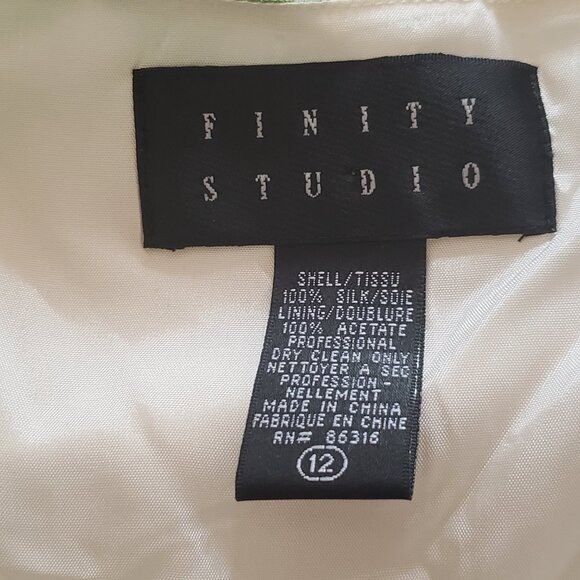 FINITY
STUDIO
SHELL/TISSU
100% SILK/SOIE
LINING/DOUBLURE
100% ACETATE
PROFESSIONAL
DRY CLEAN ONLY
NETTOYER A SEC
PROFESSION-
NELLEMENT
MADE IN CHINA
FABRIQUE EN CHINE
RN# 86316
12